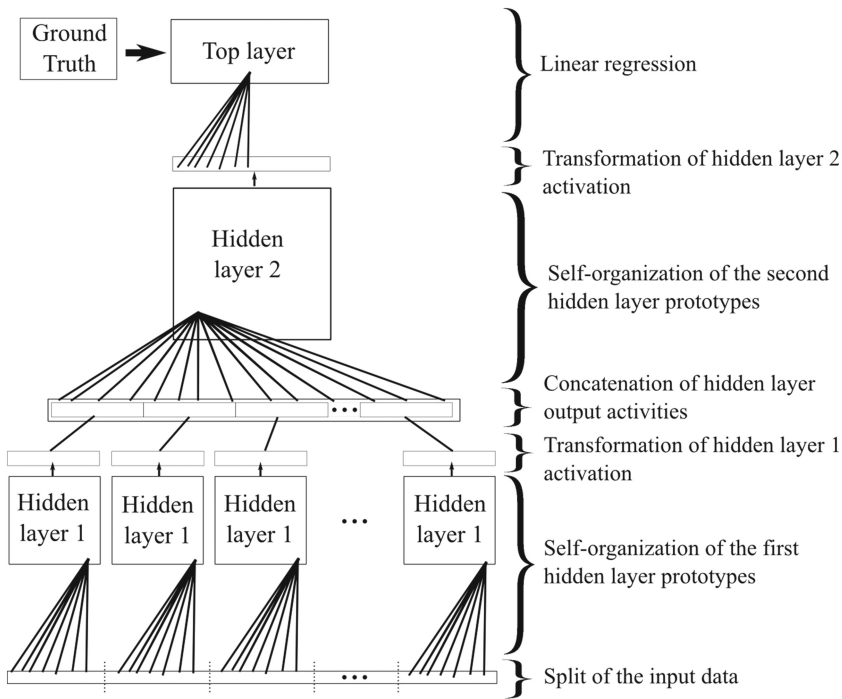 Ground
Truth
Top layer
Linear regression
Transformation of hidden layer 2
activation
Hidden
layer 2
Self-organization of the second
hidden layer prototypes
Concatenation of hidden layer
output activities
Transformation of hidden layer 1
activation
Hidden
layer 1
Hidden
layer 1
Hidden
layer 1
Hidden
layer 1
Self-organization of the first
hidden layer prototypes
Split of the input data